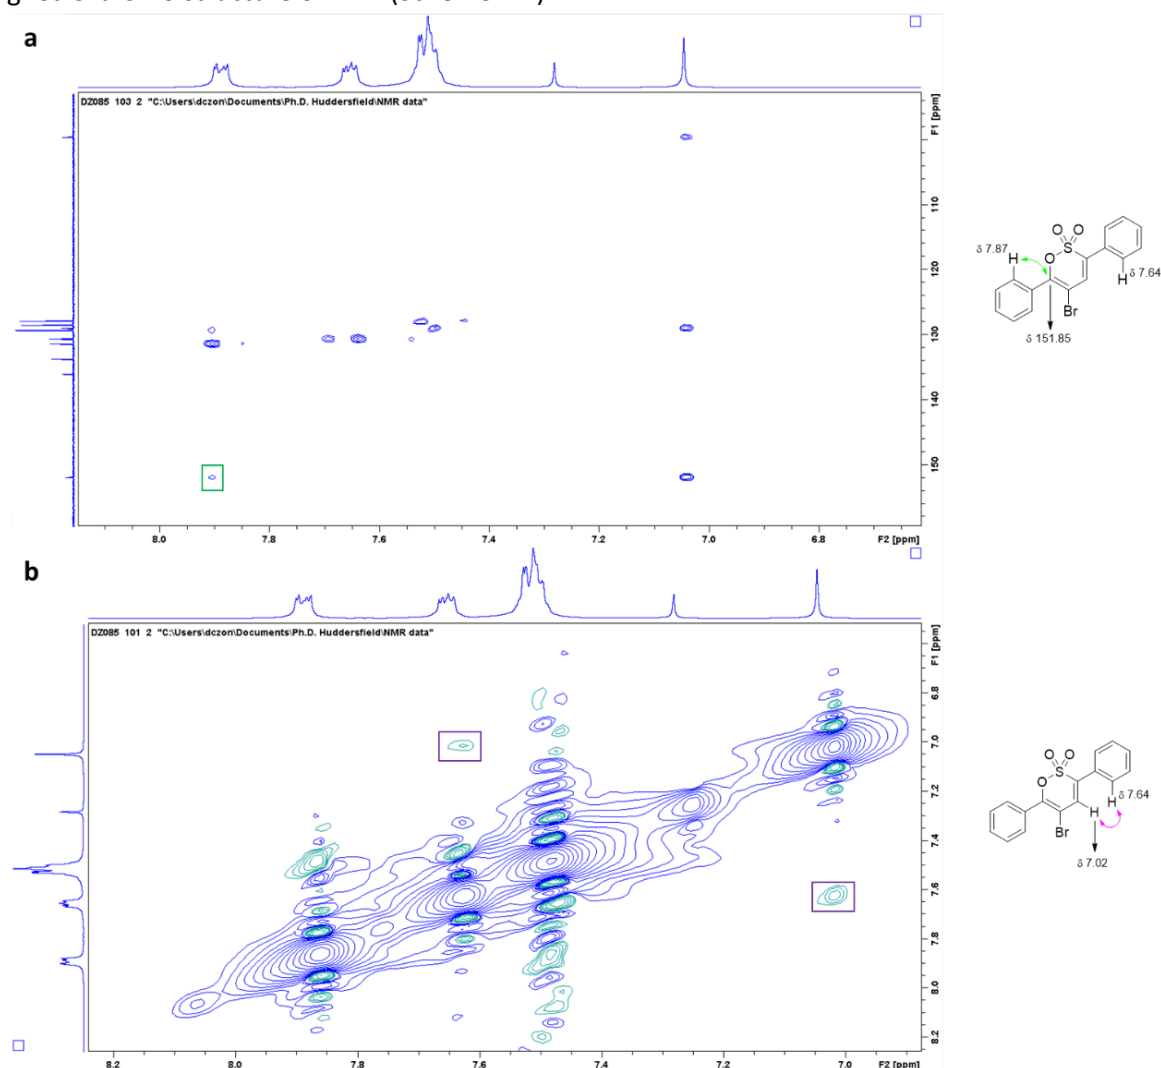 a
DZ085 103 2 "C:\Users\dczon\Documents\Ph.D. Huddersfield\NMR data"
F1 [ppm]
110
120
130
140
150
8.0 7.8 7.6 7.4 7.2 7.0 6.8 F2 [ppm]
O O
S
O
δ 7.87
H
H δ 7.64
Br
δ 151.85
b
DZ085 101 2 "C:\Users\dczon\Documents\Ph.D. Huddersfield\NMR data"
F1 [ppm]
6.8
7.0
7.2
7.4
7.6
7.8
8.0
8.2
8.2 8.0 7.8 7.6 7.4 7.2 7.0 F2 [ppm]
O O
S
O
H δ 7.64
H
Br
δ 7.02